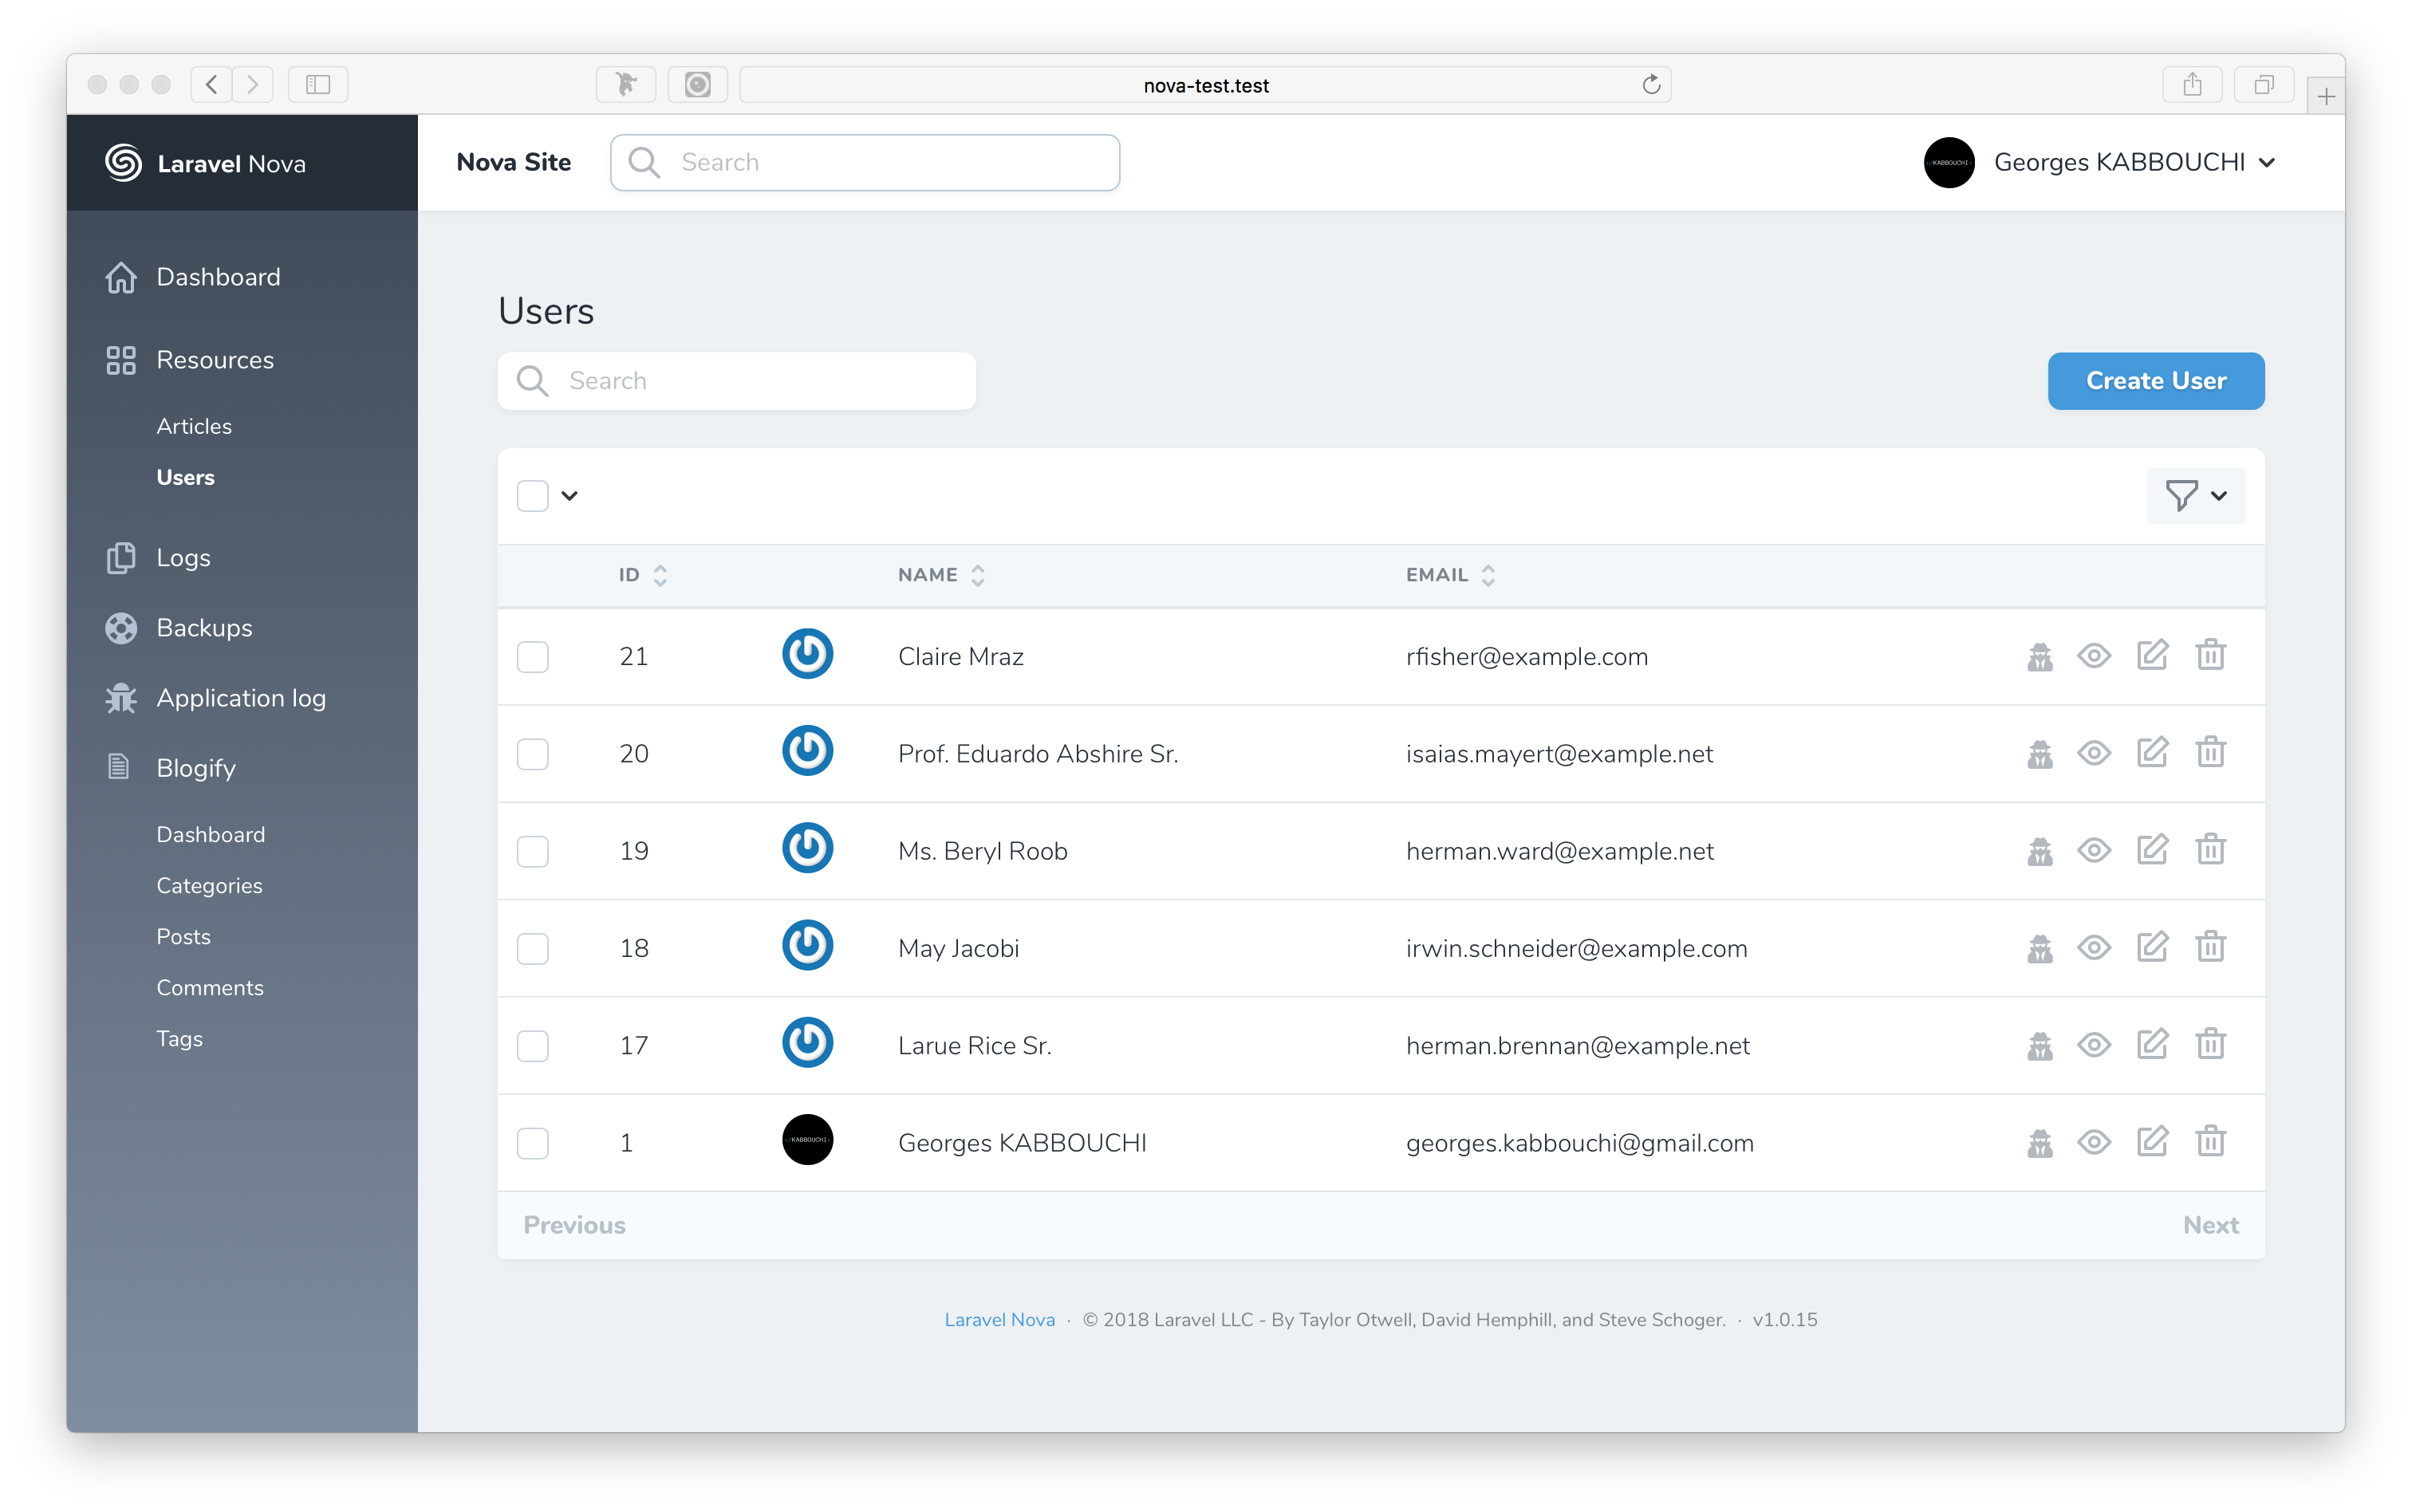 nova-test.test
Laravel Nova
Nova Site
Search
/KABBOUCHI
Georges KABBOUCHI
Dashboard
Resources
Articles
Users
Logs
Backups
Application log
Blogify
Dashboard
Categories
Posts
Comments
Tags
Users
Search
Create User
ID NAME EMAIL
21 Claire Mraz rfisher@example.com
20 Prof. Eduardo Abshire Sr. isaias.mayert@example.net
19 Ms. Beryl Roob herman.ward@example.net
18 May Jacobi irwin.schneider@example.com
17 Larue Rice Sr. herman.brennan@example.net
1 /KABBOUCHI Georges KABBOUCHI georges.kabbouchi@gmail.com
Previous Next
Laravel Nova · © 2018 Laravel LLC - By Taylor Otwell, David Hemphill, and Steve Schoger. · v1.0.15